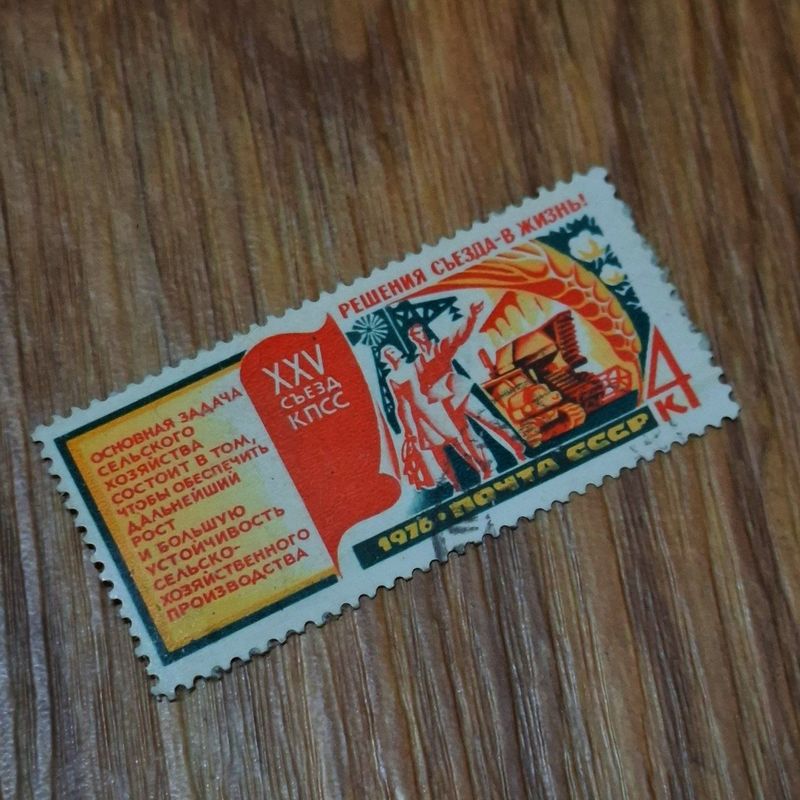 РЕШЕНИЯ СЪЕЗДА-В ЖИЗНЬ!
XXV
СЪЕЗД
КПСС
ОСНОВНАЯ ЗАДАЧА
СЕЛЬСКОГО
ХОЗЯЙСТВА
СОСТОИТ В ТОМ,
ЧТОБЫ ОБЕСПЕЧИТЬ
ДАЛЬНЕЙШИЙ
РОСТ
И БОЛЬШУЮ
УСТОЙЧИВОСТЬ
СЕЛЬСКО-
ХОЗЯЙСТВЕННОГО
ПРОИЗВОДСТВА
4
К
1976 • ПОЧТА СССР